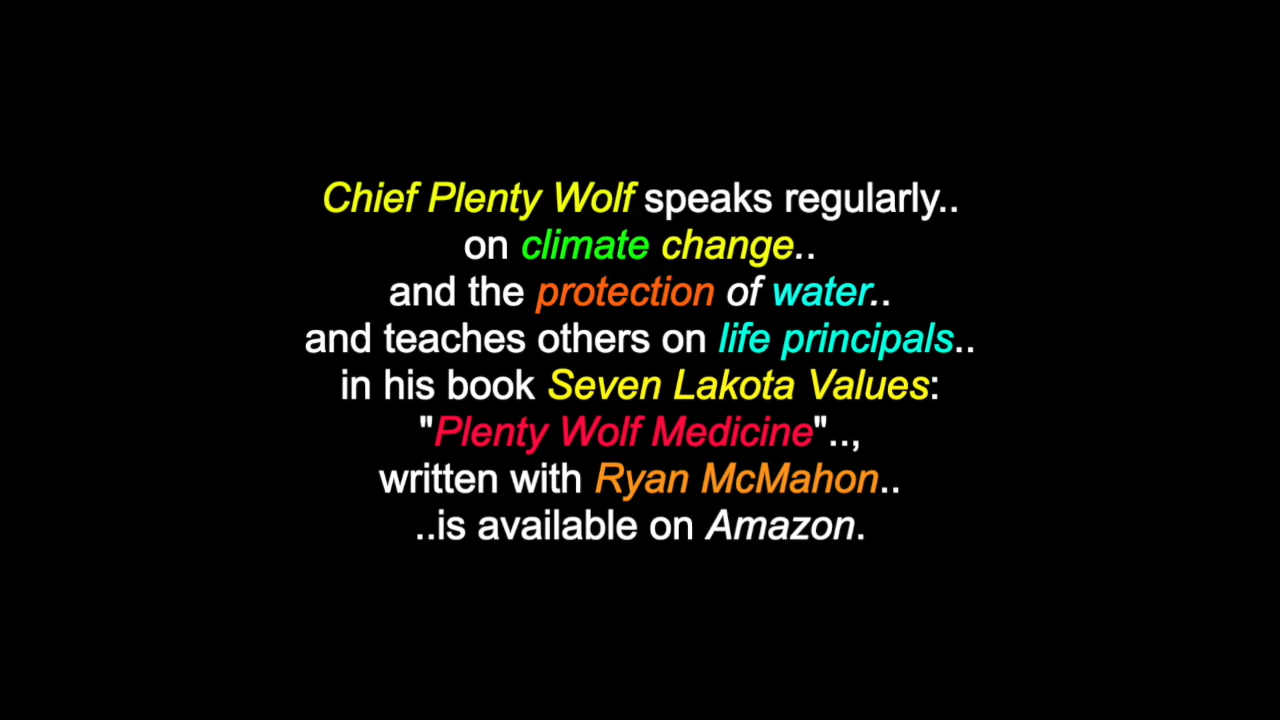 Chief Plenty Wolf speaks regularly..
on climate change..
and the protection of water..
and teaches others on life principals..
in his book Seven Lakota Values:
"Plenty Wolf Medicine"..,
written with Ryan McMahon..
..is available on Amazon.